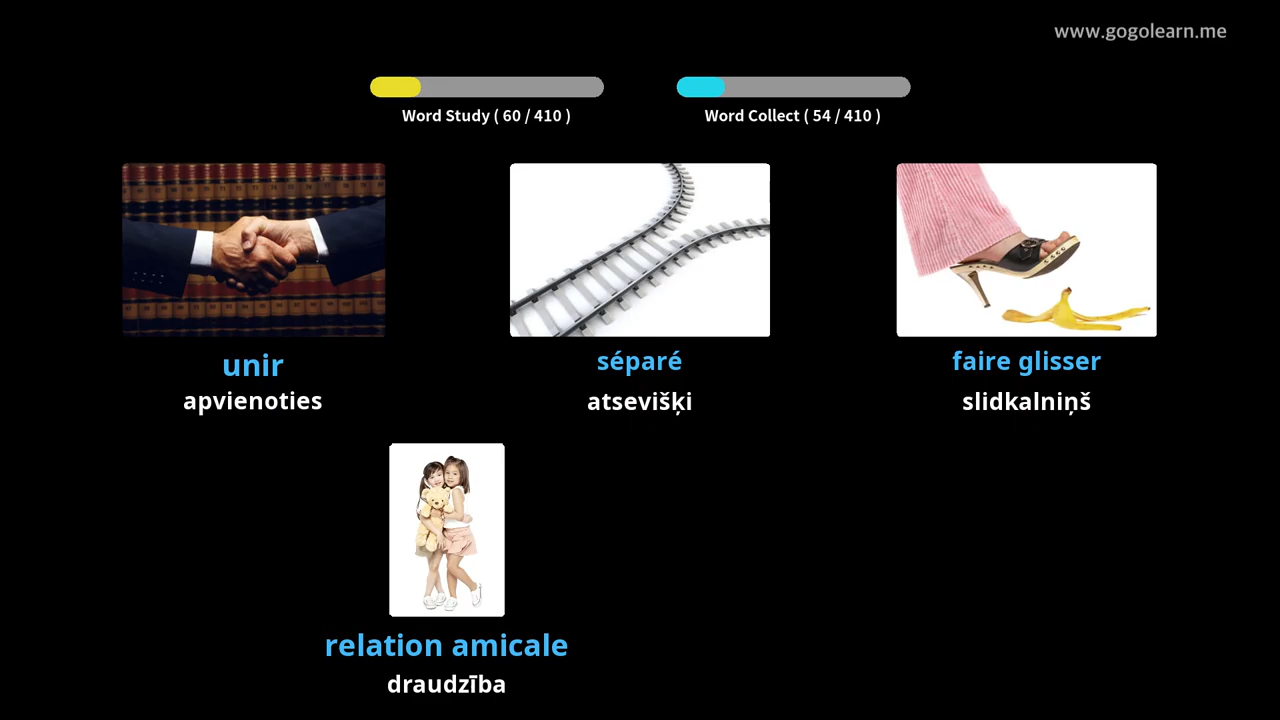 www.gogolearn.me
Word Study ( 60 / 410 )
Word Collect ( 54 / 410 )
unir
apvienoties
séparé
atsevišķi
faire glisser
slidkalniņš
relation amicale
draudzība